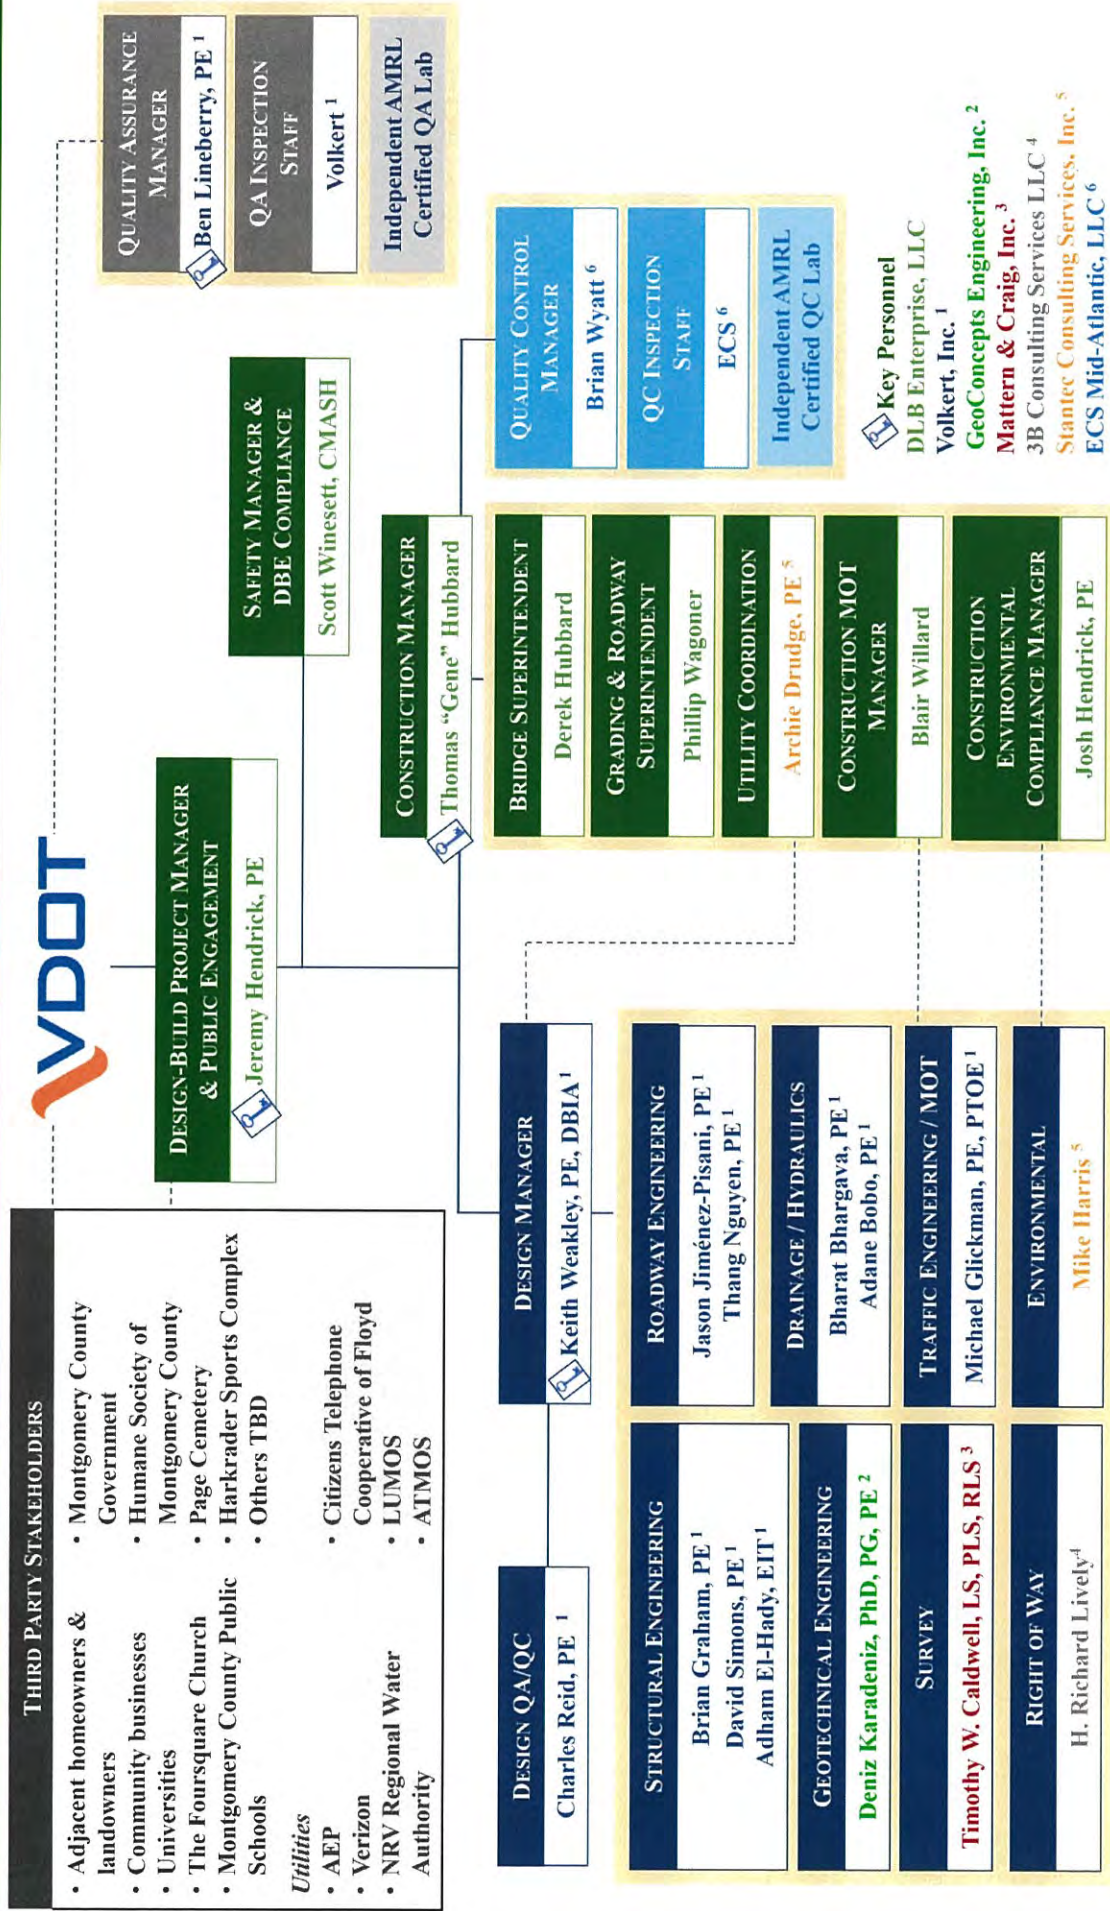 VDOT
THIRD PARTY STAKEHOLDERS
• Adjacent homeowners &
landowners
• Community businesses
• Universities
• The Foursquare Church
• Montgomery County Public
Schools
• Montgomery County
Government
• Humane Society of
Montgomery County
• Page Cemetery
• Harkrader Sports Complex
• Others TBD
Utilities
• AEP
• Verizon
• NRV Regional Water
Authority
• Citizens Telephone
Cooperative of Floyd
• LUMOS
• ATMOS
DESIGN-BUILD PROJECT MANAGER
& PUBLIC ENGAGEMENT
Jeremy Hendrick, PE
QUALITY ASSURANCE
MANAGER
Ben Lineberry, PE 1
QA INSPECTION
STAFF
Volkert 1
Independent AMRL
Certified QA Lab
SAFETY MANAGER &
DBE COMPLIANCE
Scott Winesett, CMASH
DESIGN QA/QC
Charles Reid, PE 1
DESIGN MANAGER
Keith Weakley, PE, DBIA 1
CONSTRUCTION MANAGER
Thomas “Gene” Hubbard
STRUCTURAL ENGINEERING
Brian Graham, PE 1
David Simons, PE 1
Adham El-Hady, EIT 1
GEOTECHNICAL ENGINEERING
Deniz Karadeniz, PhD, PG, PE 2
SURVEY
Timothy W. Caldwell, LS, PLS, RLS 3
RIGHT OF WAY
H. Richard Lively4
ROADWAY ENGINEERING
Jason Jiménez-Pisani, PE 1
Thang Nguyen, PE 1
DRAINAGE / HYDRAULICS
Bharat Bhargava, PE 1
Adane Bobo, PE 1
TRAFFIC ENGINEERING / MOT
Michael Glickman, PE, PTOE 1
ENVIRONMENTAL
Mike Harris 5
BRIDGE SUPERINTENDENT
Derek Hubbard
GRADING & ROADWAY
SUPERINTENDENT
Phillip Wagoner
UTILITY COORDINATION
Archie Drudge, PE 5
CONSTRUCTION MOT
MANAGER
Blair Willard
CONSTRUCTION
ENVIRONMENTAL
COMPLIANCE MANAGER
Josh Hendrick, PE
QUALITY CONTROL
MANAGER
Brian Wyatt 6
QC INSPECTION
STAFF
ECS 6
Independent AMRL
Certified QC Lab
Key Personnel
DLB Enterprise, LLC
Volkert, Inc. 1
GeoConcepts Engineering, Inc. 2
Mattern & Craig, Inc. 3
3B Consulting Services LLC 4
Stantec Consulting Services, Inc. 5
ECS Mid-Atlantic, LLC 6